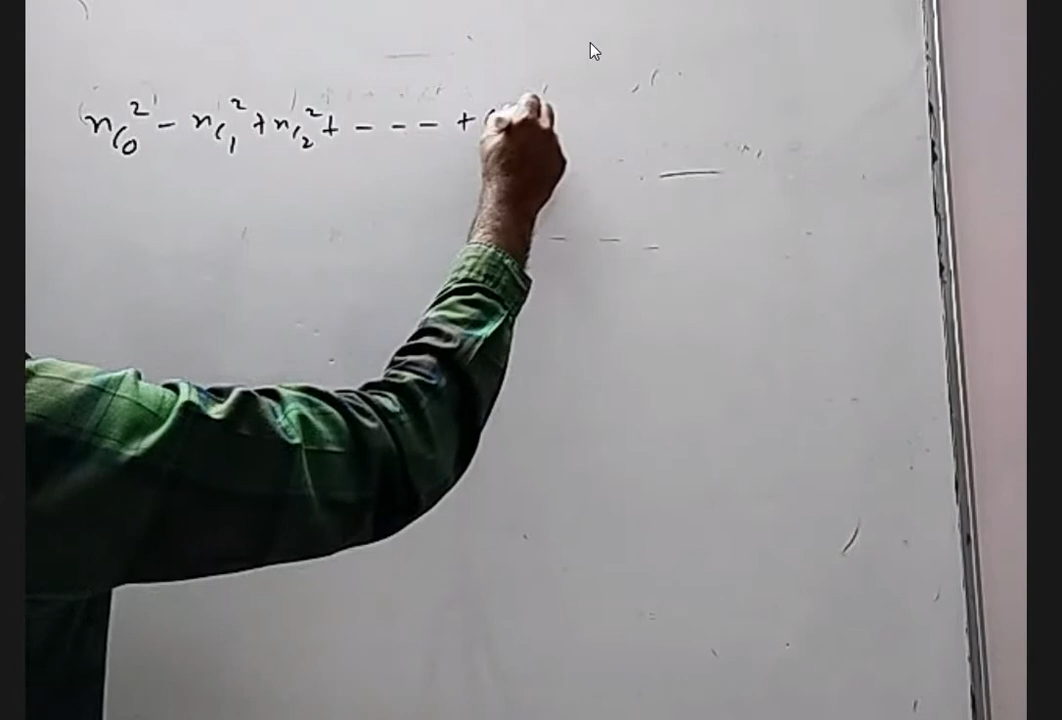 nC₀² - nC₁² + nC₂² + - - - + (